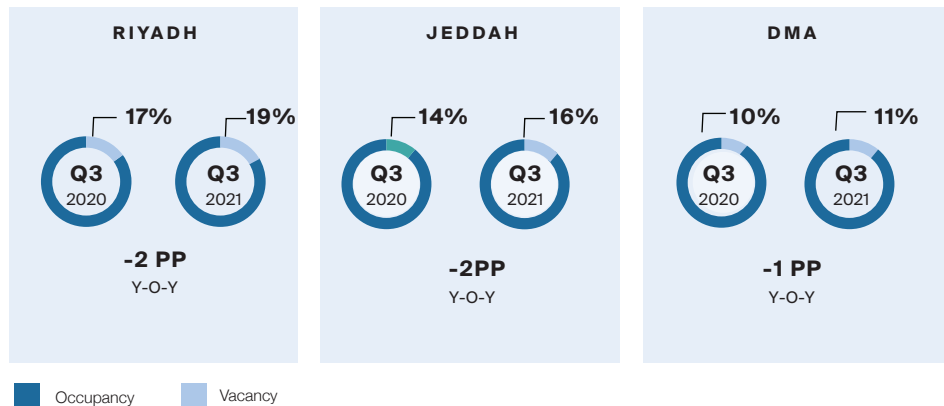 RIYADH
17%
19%
Q3
2020
Q3
2021
-2 PP
Y-O-Y
JEDDAH
14%
16%
Q3
2020
Q3
2021
-2PP
Y-O-Y
DMA
10%
11%
Q3
2020
Q3
2021
-1 PP
Y-O-Y
Occupancy
Vacancy